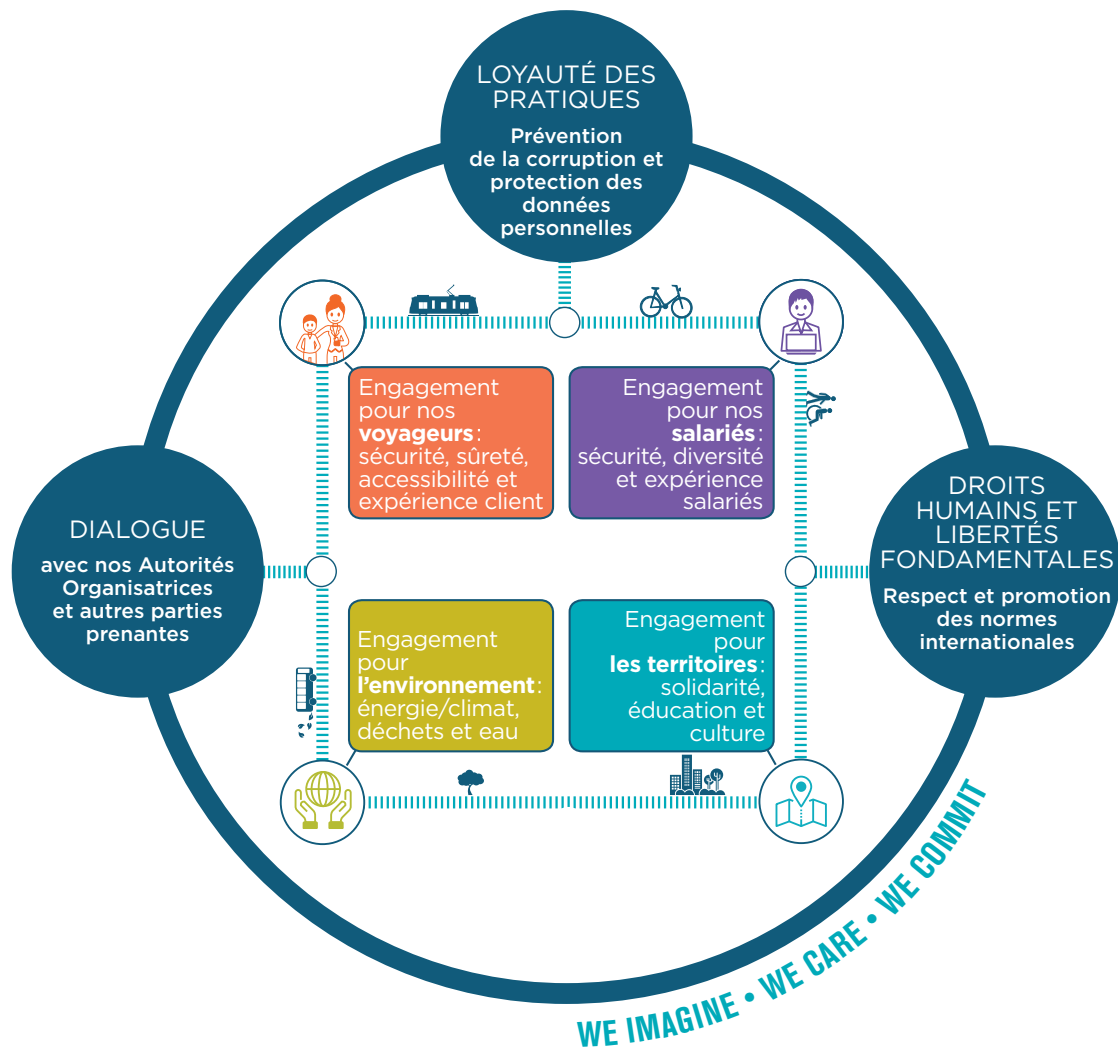 LOYAUTÉ DES
PRATIQUES
Prévention
de la corruption et
protection des
données
personnelles
Engagement
pour nos
voyageurs :
sécurité, sûreté,
accessibilité et
expérience client
Engagement
pour nos
salariés :
sécurité, diversité
et expérience
salariés
DIALOGUE
avec nos Autorités
Organisatrices
et autres parties
prenantes
DROITS
HUMAINS ET
LIBERTÉS
FONDAMENTALES
Respect et promotion
des normes
internationales
Engagement
pour
l'environnement :
énergie/climat,
déchets et eau
Engagement
pour
les territoires :
solidarité,
éducation et
culture
WE IMAGINE • WE CARE • WE COMMIT